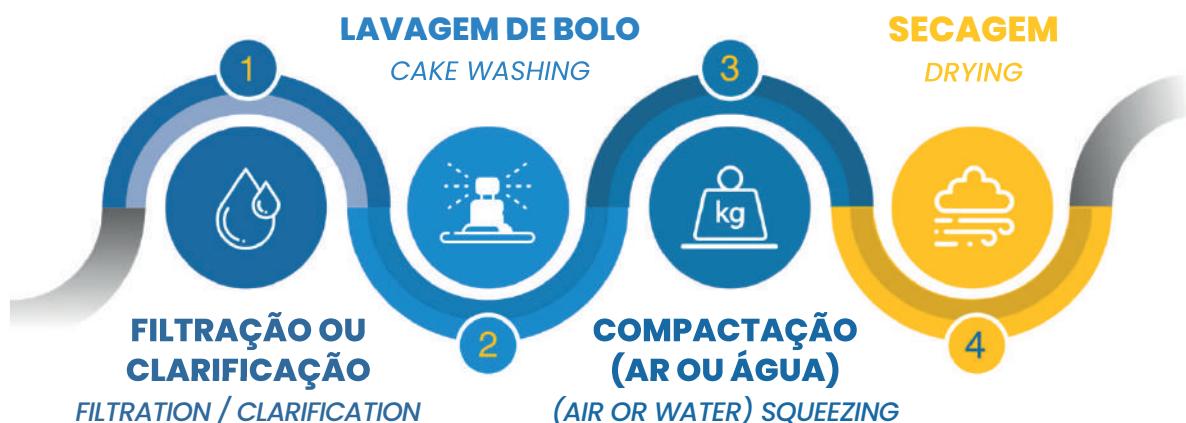 1
FILTRAÇÃO OU
CLARIFICAÇÃO
FILTRATION / CLARIFICATION
LAVAGEM DE BOLO
CAKE WASHING
2
3
kg
COMPACTAÇÃO
(AR OU ÁGUA)
(AIR OR WATER) SQUEEZING
SECAGEM
DRYING
4